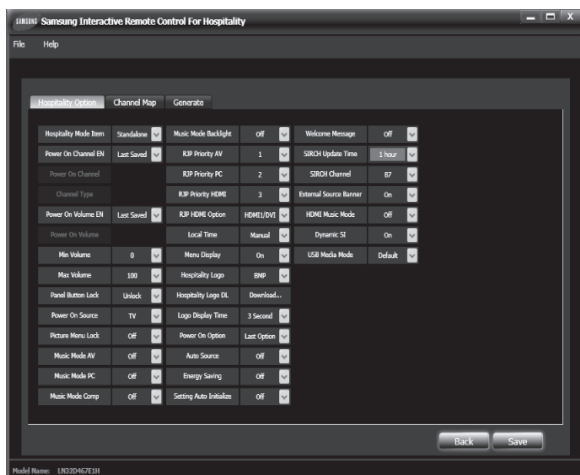 SAMSUNG Samsung Interactive Remote Control For Hospitality
File Help
Hospitality Option Channel Map Generate
Hospitality Mode Item Standalone Music Mode Backlight Off Welcome Message Off
Power On Channel EN Last Saved RJP Priority AV 1 SIRCH Update Time 1 hour
Power On Channel RJP Priority PC 2 SIRCH Channel 87
Channel Type RJP Priority HDMI 3 External Source Banner On
Power On Volume EN Last Saved RJP HDMI Option HDMI1/DVI HDMI Music Mode Off
Power On Volume Local Time Manual Dynamic SI On
Min Volume 0 Menu Display On USB Media Mode Default
Max Volume 100 Hospitality Logo BMP
Panel Button Lock Unlock Hospitality Logo DL Download...
Power On Source TV Logo Display Time 3 Second
Picture Menu Lock Off Power On Option Last Option
Music Mode AV Off Auto Source Off
Music Mode PC Off Energy Saving Off
Music Mode Comp Off Setting Auto Initialize Off
Back Save
Model Name: LN32D467E1H